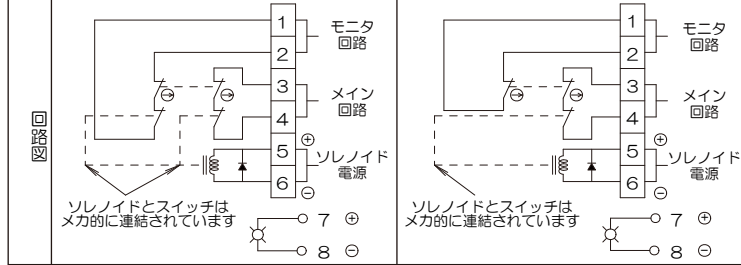 回路図
1
2
3
4
5
6
モニタ
回路
メイン
回路
⊕
ソレノイド
電源
⊖
ソレノイドとスイッチは
メカ的に連結されています
7 ⊕
8 ⊖
1
2
3
4
5
6
モニタ
回路
メイン
回路
⊕
ソレノイド
電源
⊖
ソレノイドとスイッチは
メカ的に連結されています
7 ⊕
8 ⊖